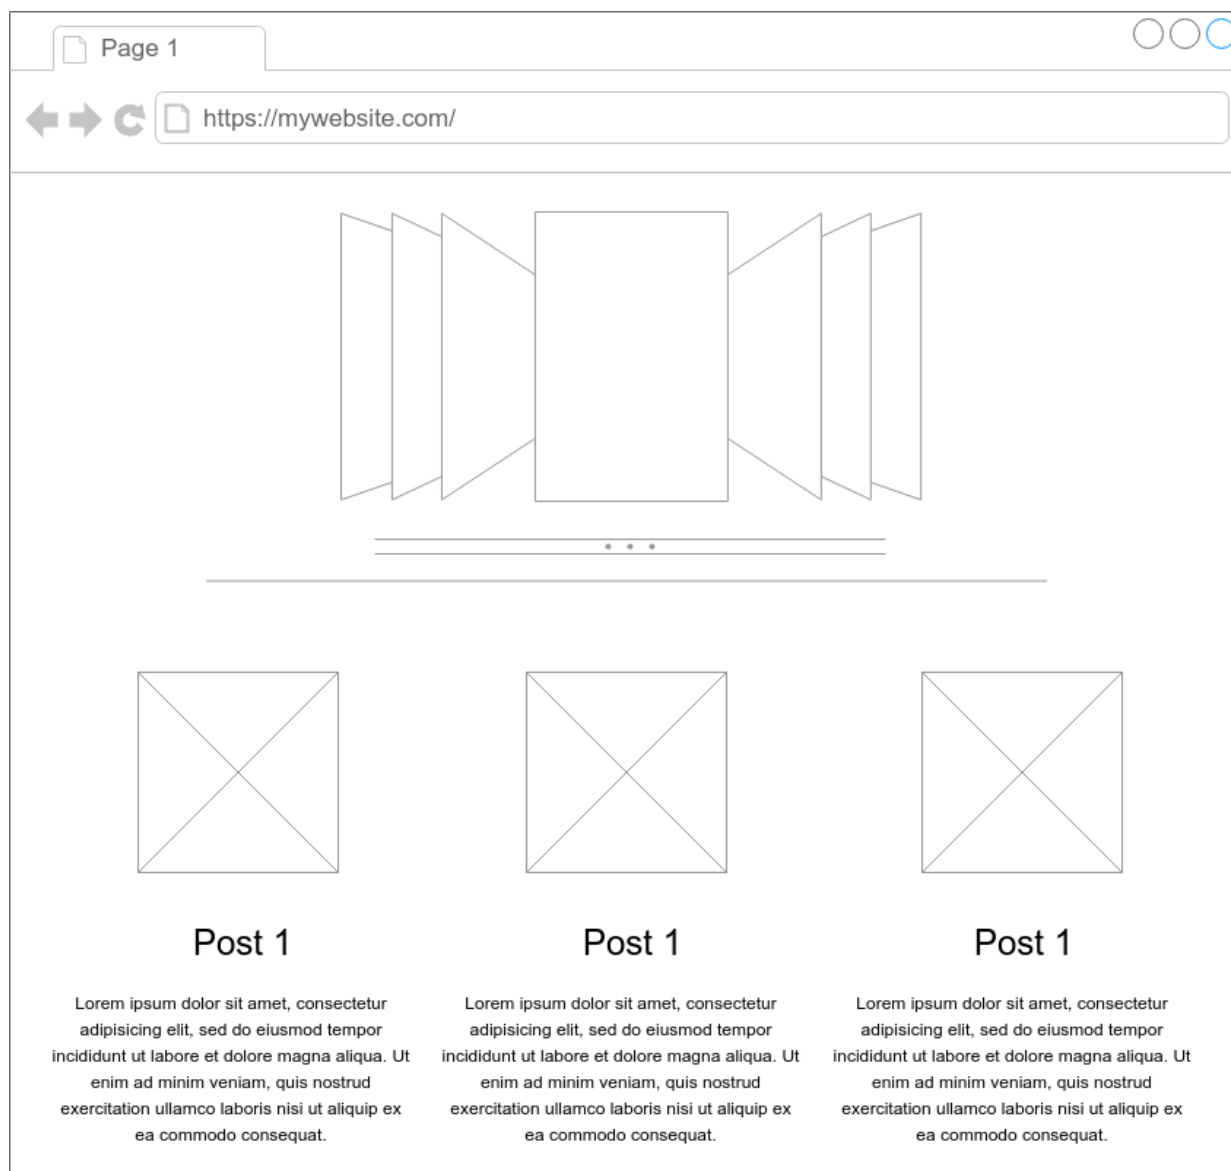 Page 1
https://mywebsite.com/
Post 1
Lorem ipsum dolor sit amet, consectetur
adipisicing elit, sed do eiusmod tempor
incididunt ut labore et dolore magna aliqua. Ut
enim ad minim veniam, quis nostrud
exercitation ullamco laboris nisi ut aliquip ex
ea commodo consequat.
Post 1
Lorem ipsum dolor sit amet, consectetur
adipisicing elit, sed do eiusmod tempor
incididunt ut labore et dolore magna aliqua. Ut
enim ad minim veniam, quis nostrud
exercitation ullamco laboris nisi ut aliquip ex
ea commodo consequat.
Post 1
Lorem ipsum dolor sit amet, consectetur
adipisicing elit, sed do eiusmod tempor
incididunt ut labore et dolore magna aliqua. Ut
enim ad minim veniam, quis nostrud
exercitation ullamco laboris nisi ut aliquip ex
ea commodo consequat.